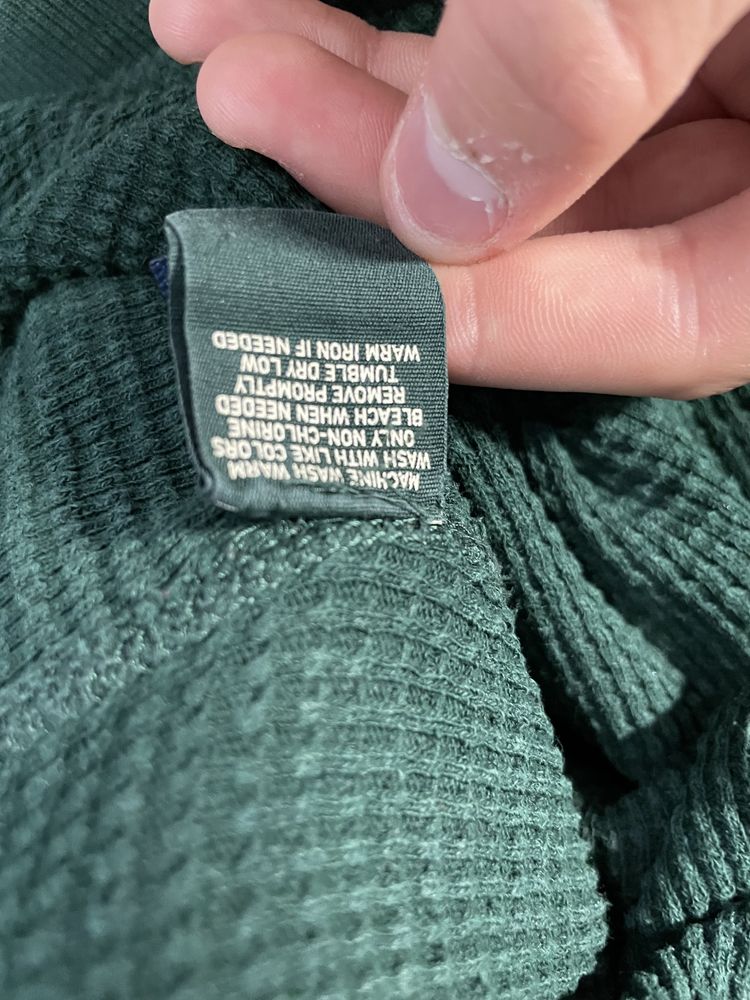 MACHINE WASH WARM
WASH WITH LIKE COLORS
ONLY NON-CHLORINE
BLEACH WHEN NEEDED
REMOVE PROMPTLY
TUMBLE DRY LOW
WARM IRON IF NEEDED